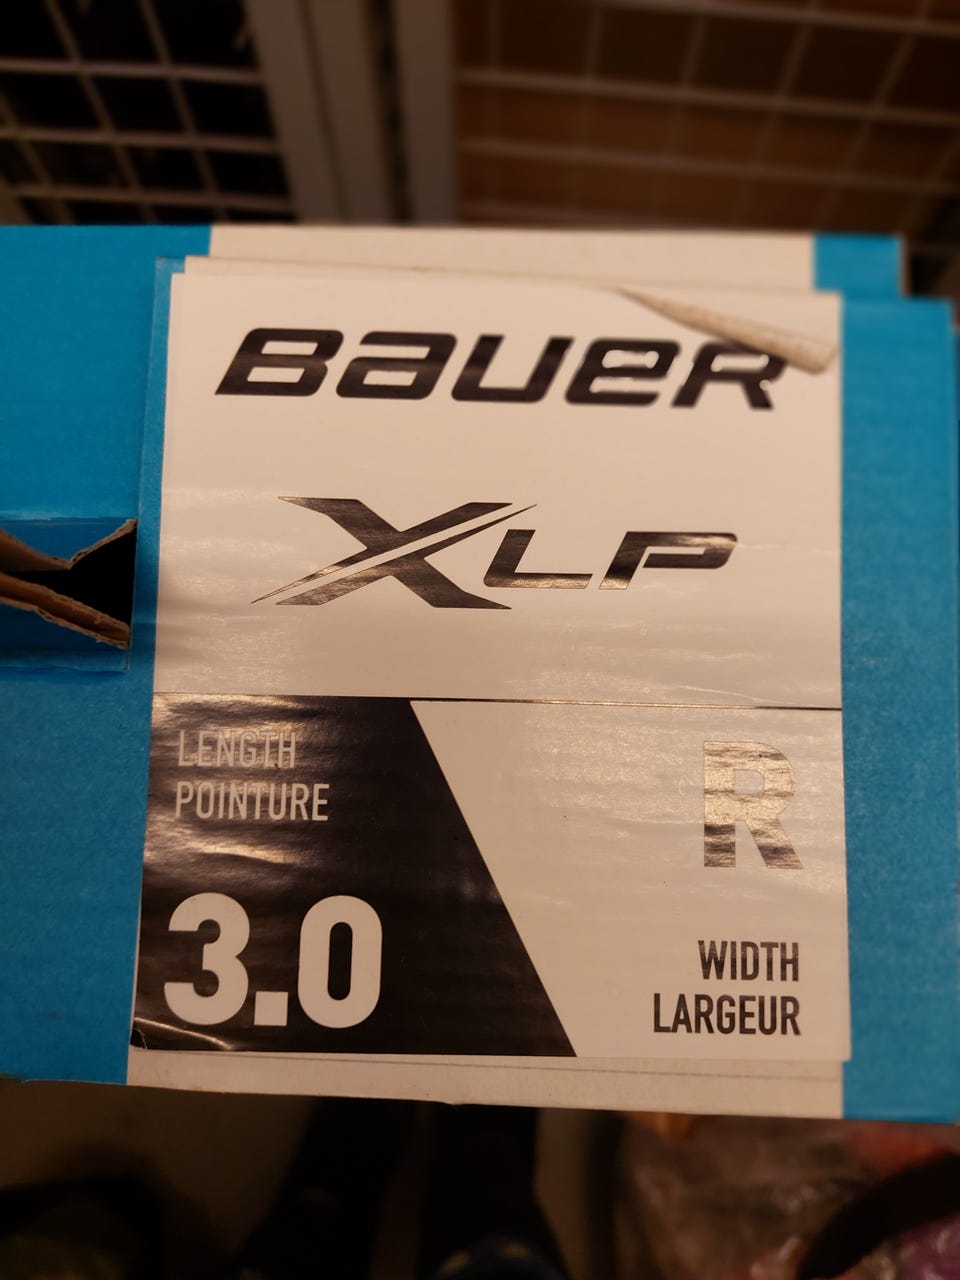 BAUER
XLP
LENGTH
POINTURE
3.0
R
WIDTH
LARGEUR